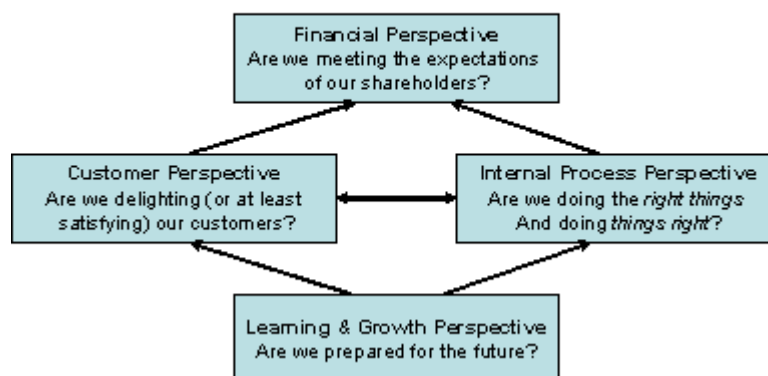 Financial Perspective
Are we meeting the expectations
of our shareholders?
Customer Perspective
Are we delighting (or at least
satisfying) our customers?
Internal Process Perspective
Are we doing the right things
And doing things right?
Learning & Growth Perspective
Are we prepared for the future?